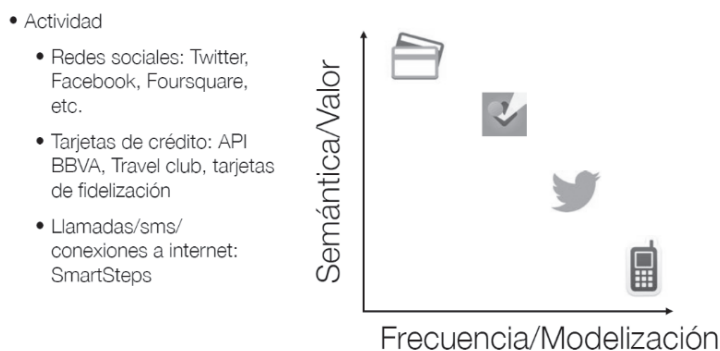 • Actividad
• Redes sociales: Twitter,
Facebook, Foursquare,
etc.
• Tarjetas de crédito: API
BBVA, Travel club, tarjetas
de fidelización
• Llamadas/sms/
conexiones a internet:
SmartSteps
Semántica/Valor
Frecuencia/Modelización